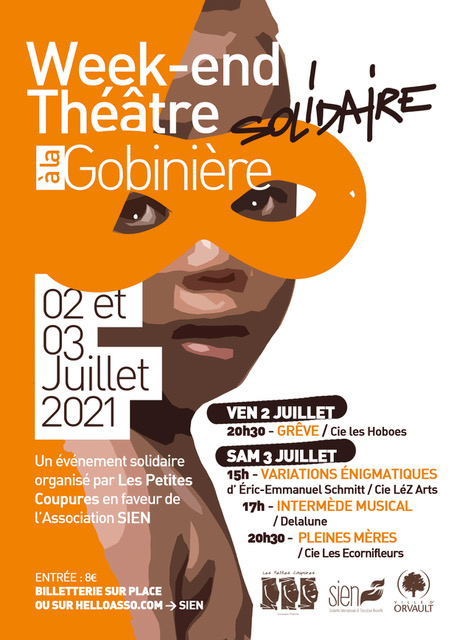 Week-end
Théâtre SOLIDAIRE
à la Gobinière
02 et
03
Juillet
2021
Un événement solidaire
organisé par Les Petites
Coupures en faveur de
l'Association SIEN
ENTRÉE : 8€
BILLETTERIE SUR PLACE
OU SUR HELLOASSO.COM → SIEN
VEN 2 JUILLET
20h30 - GRÊVE / Cie les Hoboes
SAM 3 JUILLET
15h - VARIATIONS ÉNIGMATIQUES
d' Éric-Emmanuel Schmitt / Cie LéZ Arts
17h - INTERMÈDE MUSICAL
/ Delalune
20h30 - PLEINES MÈRES
/ Cie Les Ecornifleurs
Les Petites Coupures
sien
VILLE D'
ORVAULT